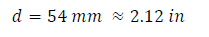 d = 54 mm ≈ 2.12 in